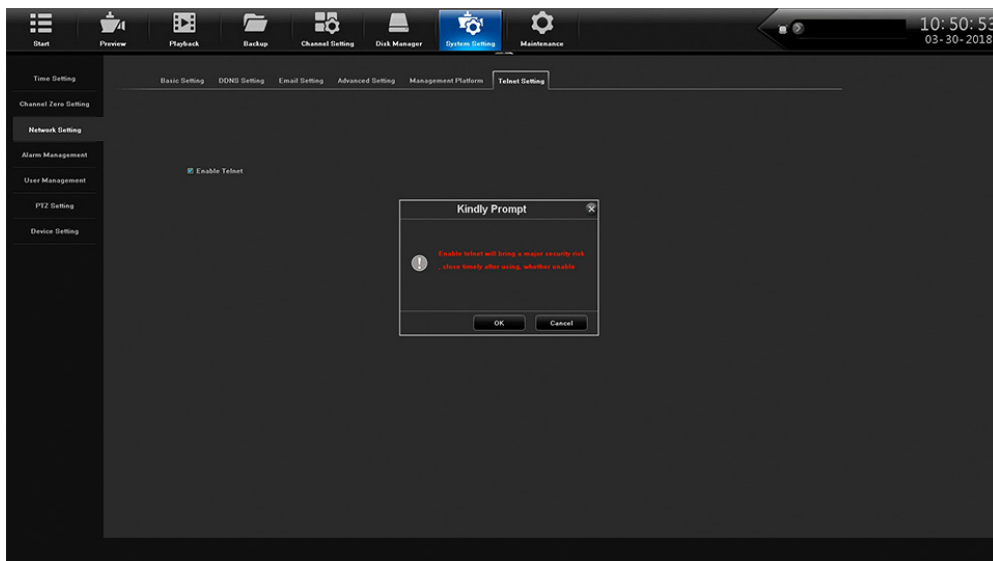 Start
Preview
Playback
Backup
Channel Setting
Disk Manager
System Setting
Maintenance
10:50:53
03-30-2018
Time Setting
Channel Zero Setting
Network Setting
Alarm Management
User Management
PTZ Setting
Device Setting
Basic Setting
DDNS Setting
Email Setting
Advanced Setting
Management Platform
Telnet Setting
Enable Telnet
Kindly Prompt
Enable telnet will bring a major security risk
, close timely after using, whether enable
OK
Cancel